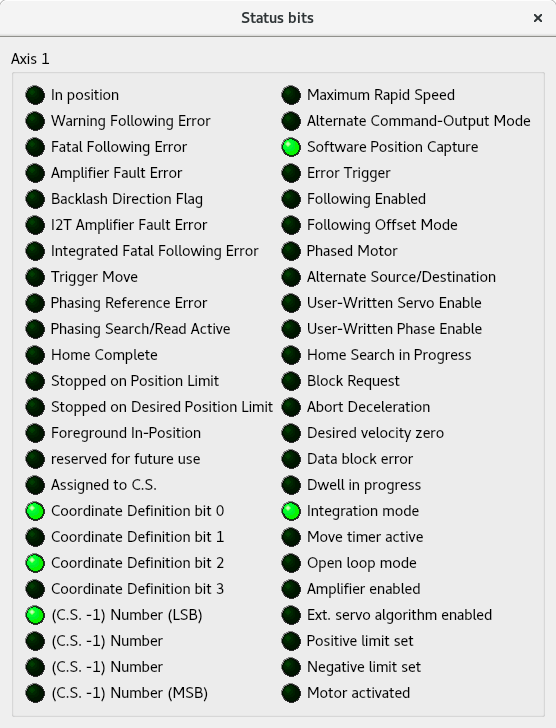 Status bits
Axis 1
In position
Warning Following Error
Fatal Following Error
Amplifier Fault Error
Backlash Direction Flag
I2T Amplifier Fault Error
Integrated Fatal Following Error
Trigger Move
Phasing Reference Error
Phasing Search/Read Active
Home Complete
Stopped on Position Limit
Stopped on Desired Position Limit
Foreground In-Position
reserved for future use
Assigned to C.S.
Coordinate Definition bit 0
Coordinate Definition bit 1
Coordinate Definition bit 2
Coordinate Definition bit 3
(C.S. -1) Number (LSB)
(C.S. -1) Number
(C.S. -1) Number
(C.S. -1) Number (MSB)
Maximum Rapid Speed
Alternate Command-Output Mode
Software Position Capture
Error Trigger
Following Enabled
Following Offset Mode
Phased Motor
Alternate Source/Destination
User-Written Servo Enable
User-Written Phase Enable
Home Search in Progress
Block Request
Abort Deceleration
Desired velocity zero
Data block error
Dwell in progress
Integration mode
Move timer active
Open loop mode
Amplifier enabled
Ext. servo algorithm enabled
Positive limit set
Negative limit set
Motor activated